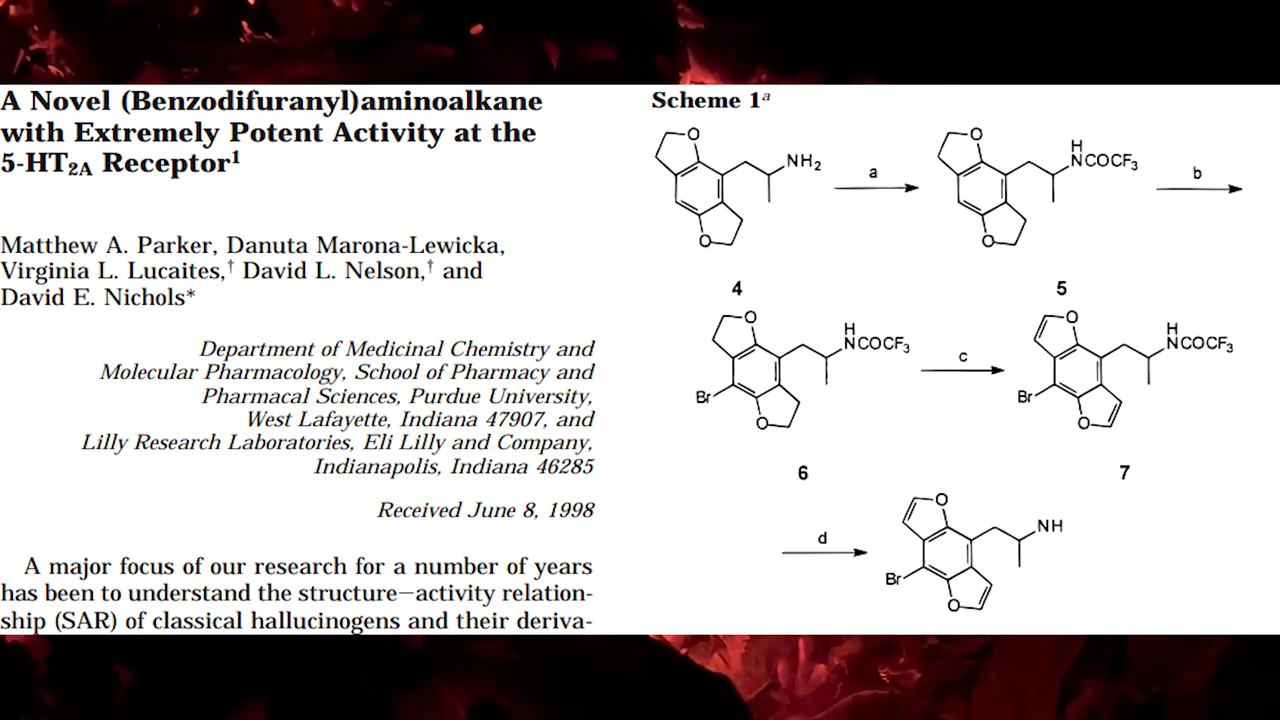 A Novel (Benzodifuranyl)aminoalkane
with Extremely Potent Activity at the
5-HT2A Receptor1
Matthew A. Parker, Danuta Marona-Lewicka,
Virginia L. Lucaites,† David L. Nelson,† and
David E. Nichols*
Department of Medicinal Chemistry and
Molecular Pharmacology, School of Pharmacy and
Pharmacal Sciences, Purdue University,
West Lafayette, Indiana 47907, and
Lilly Research Laboratories, Eli Lilly and Company,
Indianapolis, Indiana 46285
Received June 8, 1998
A major focus of our research for a number of years
has been to understand the structure–activity relation-
ship (SAR) of classical hallucinogens and their deriva-
Scheme 1a
O
NH2
O
a
O
H
NCOCF3
O
b
4
5
O
H
NCOCF3
Br
O
c
O
H
NCOCF3
Br
O
6
7
d
O
NH
Br
O